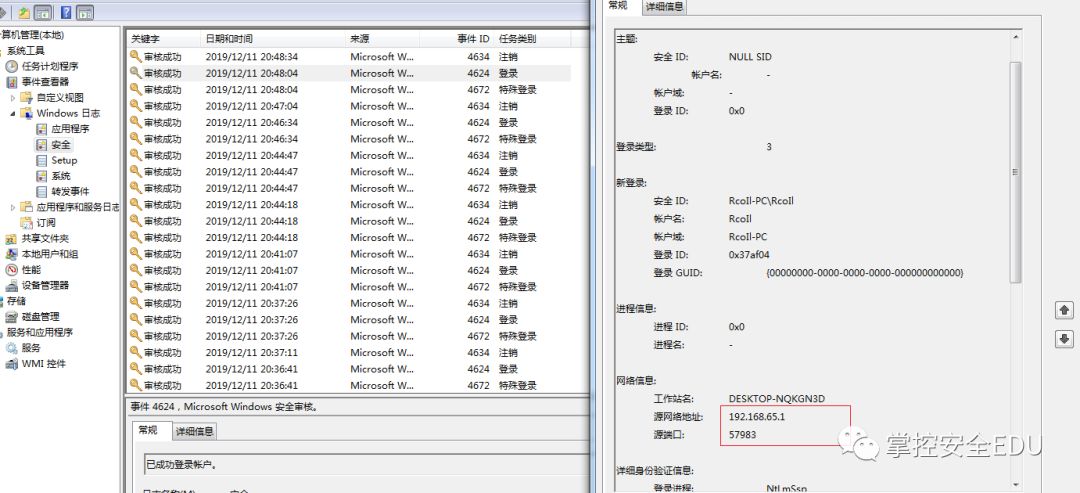 计算机管理(本地)
系统工具
任务计划程序
事件查看器
自定义视图
Windows 日志
应用程序
安全
Setup
系统
转发事件
应用程序和服务日志
订阅
共享文件夹
本地用户和组
性能
设备管理器
存储
磁盘管理
服务和应用程序
服务
WMI 控件
关键字 日期和时间 来源 事件 ID 任务类别
审核成功 2019/12/11 20:48:34 Microsoft W... 4634 注销
审核成功 2019/12/11 20:48:04 Microsoft W... 4624 登录
审核成功 2019/12/11 20:48:04 Microsoft W... 4672 特殊登录
审核成功 2019/12/11 20:47:04 Microsoft W... 4634 注销
审核成功 2019/12/11 20:46:34 Microsoft W... 4624 登录
审核成功 2019/12/11 20:46:34 Microsoft W... 4672 特殊登录
审核成功 2019/12/11 20:44:47 Microsoft W... 4634 注销
审核成功 2019/12/11 20:44:47 Microsoft W... 4624 登录
审核成功 2019/12/11 20:44:47 Microsoft W... 4672 特殊登录
审核成功 2019/12/11 20:44:18 Microsoft W... 4634 注销
审核成功 2019/12/11 20:44:18 Microsoft W... 4624 登录
审核成功 2019/12/11 20:44:18 Microsoft W... 4672 特殊登录
审核成功 2019/12/11 20:41:07 Microsoft W... 4634 注销
审核成功 2019/12/11 20:41:07 Microsoft W... 4624 登录
审核成功 2019/12/11 20:41:07 Microsoft W... 4672 特殊登录
审核成功 2019/12/11 20:37:26 Microsoft W... 4634 注销
审核成功 2019/12/11 20:37:26 Microsoft W... 4624 登录
审核成功 2019/12/11 20:37:26 Microsoft W... 4672 特殊登录
审核成功 2019/12/11 20:37:11 Microsoft W... 4634 注销
审核成功 2019/12/11 20:36:41 Microsoft W... 4624 登录
审核成功 2019/12/11 20:36:41 Microsoft W... 4672 特殊登录
事件 4624，Microsoft Windows 安全审核。
常规 详细信息
已成功登录帐户。
日志名称(M) 安全
常规 详细信息
主题:
安全 ID: NULL SID
帐户名: -
帐户域: -
登录 ID: 0x0
登录类型: 3
新登录:
安全 ID: Rcoll-PC\Rcoll
帐户名: Rcoll
帐户域: Rcoll-PC
登录 ID: 0x37af04
登录 GUID: {00000000-0000-0000-0000-000000000000}
进程信息:
进程 ID: 0x0
进程名: -
网络信息:
工作站名: DESKTOP-NQKGN3D
源网络地址: 192.168.65.1
源端口: 57983
详细身份验证信息:
登录进程: NtLmSsp
掌控安全EDU